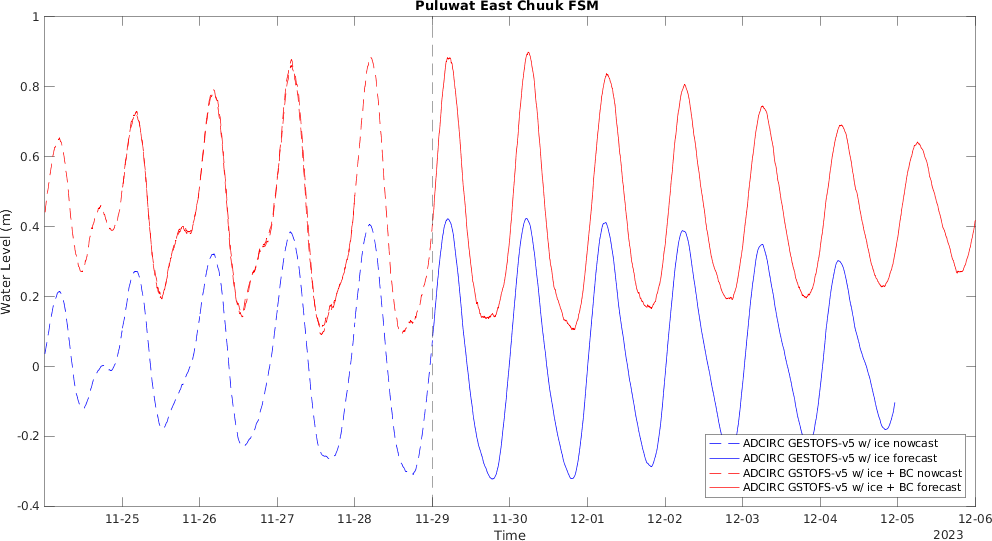 Puluwat East Chuuk FSM
Water Level (m)
1
0.8
0.6
0.4
0.2
0
-0.2
-0.4
ADCIRC GESTOFS-v5 w/ ice nowcast
ADCIRC GESTOFS-v5 w/ ice forecast
ADCIRC GSTOFS-v5 w/ ice + BC nowcast
ADCIRC GSTOFS-v5 w/ ice + BC forecast
11-25 11-26 11-27 11-28 11-29 11-30 12-01 12-02 12-03 12-04 12-05 12-06
Time
2023